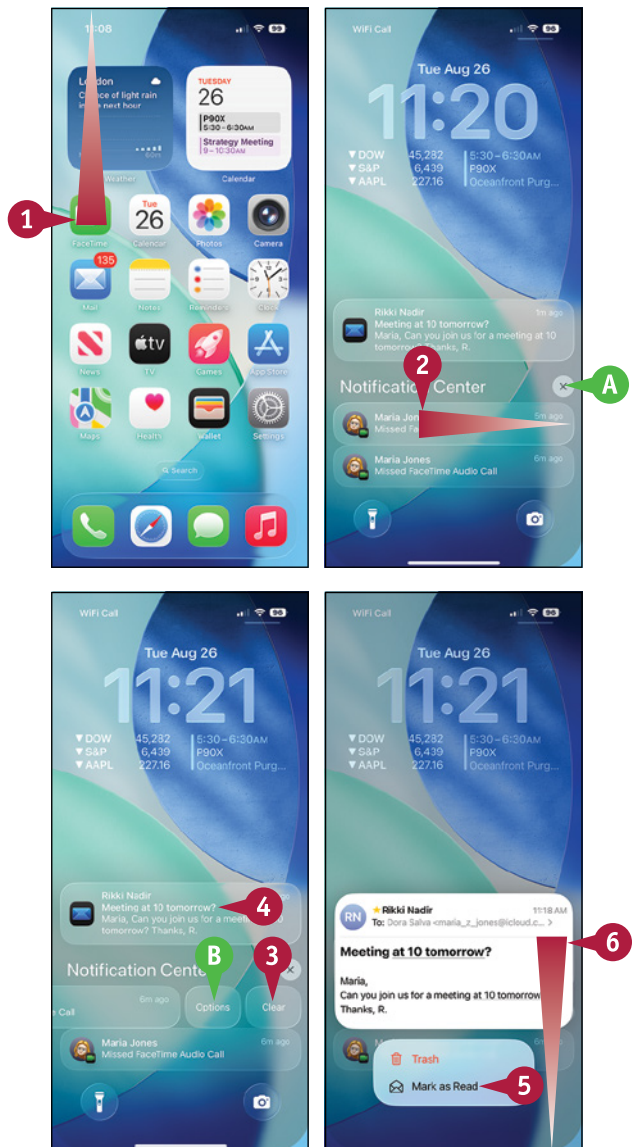 11:08
99
London
Chance of light rain
in the next hour
60m
Weather
TUESDAY
26
P90X
5:30–6:30AM
Strategy Meeting
9–10:30AM
Calendar
1
FaceTime
Tue
26
Calendar
Photos
Camera
135
Mail
Notes
Reminders
Clock
News
tv
TV
Games
App Store
Maps
Health
Wallet
Settings
Search
WiFi Call
96
Tue Aug 26
11:20
▼ DOW 45,282
▼ S&P 6,439
▼ AAPL 227.16
5:30–6:30AM
P90X
Oceanfront Purg...
Rikki Nadir 1m ago
Meeting at 10 tomorrow?
Maria, Can you join us for a meeting at 10
tomorrow? Thanks, R.
2
Notification Center
A
Maria Jones 5m ago
Missed
Maria Jones 6m ago
Missed FaceTime Audio Call
WiFi Call
96
Tue Aug 26
11:21
▼ DOW 45,282
▼ S&P 6,439
▼ AAPL 227.16
5:30–6:30AM
P90X
Oceanfront Purg...
Rikki Nadir
Meeting at 10 tomorrow?
4
Maria, Can you join us for a meeting at 10
tomorrow? Thanks, R.
B
3
Notification Center
6m ago
Call
Options
Clear
Maria Jones 6m ago
Missed FaceTime Audio Call
WiFi Call
96
Tue Aug 26
11:21
▼ DOW 45,282
▼ S&P 6,439
▼ AAPL 227.16
5:30–6:30AM
P90X
Oceanfront Purg...
RN
Rikki Nadir 11:18 AM
To: Dora Salva <maria_z_jones@icloud.c... >
6
Meeting at 10 tomorrow?
Maria,
Can you join us for a meeting at 10 tomorrow
Thanks, R.
Trash
Mark as Read
5